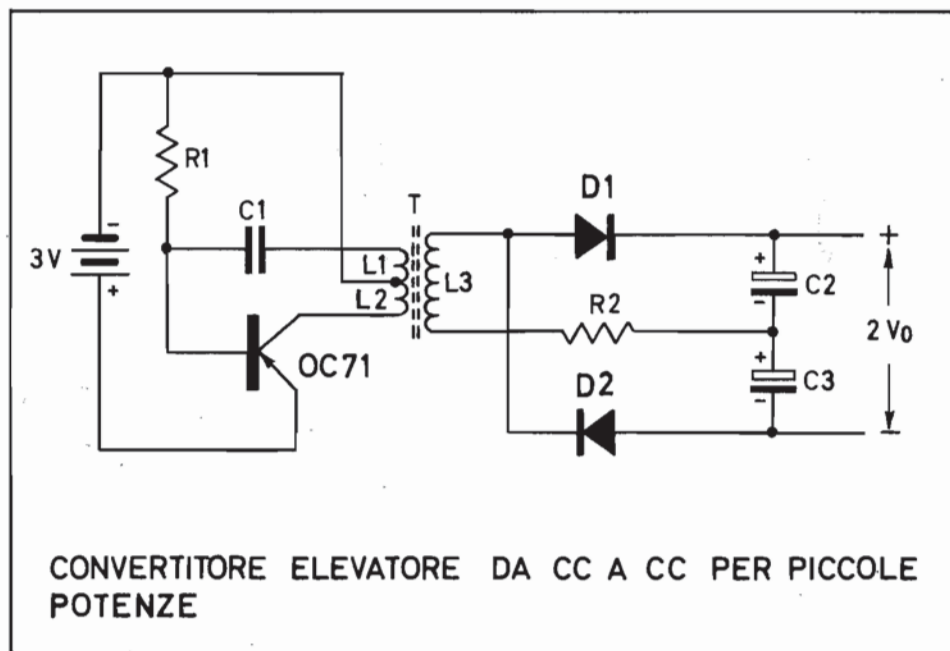 R1
C1
T
D1
-
3V
+
L1
L2
L3
R2
OC71
D2
+
-
C2
+
-
C3
+
2 Vo
-
CONVERTITORE ELEVATORE DA CC A CC PER PICCOLE
POTENZE